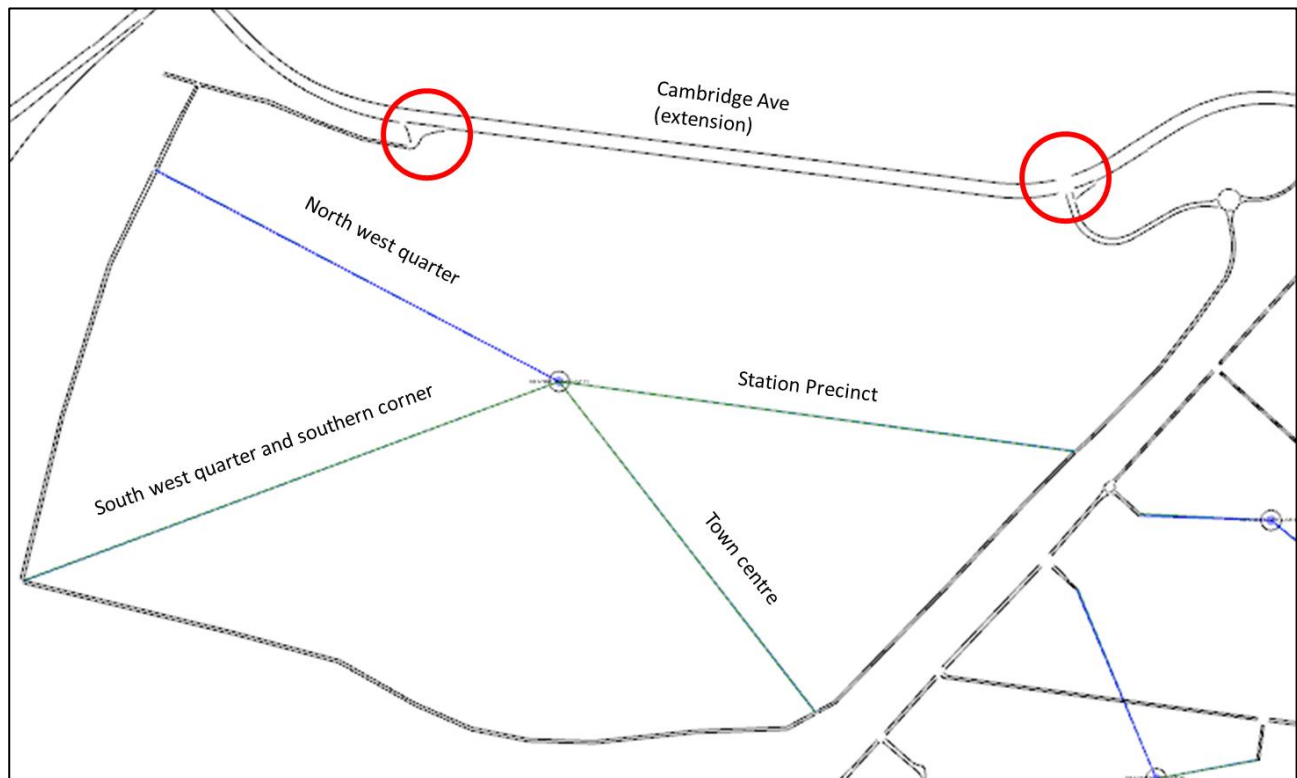 Cambridge Ave
(extension)
North west quarter
Station Precinct
South west quarter and southern corner
Town centre